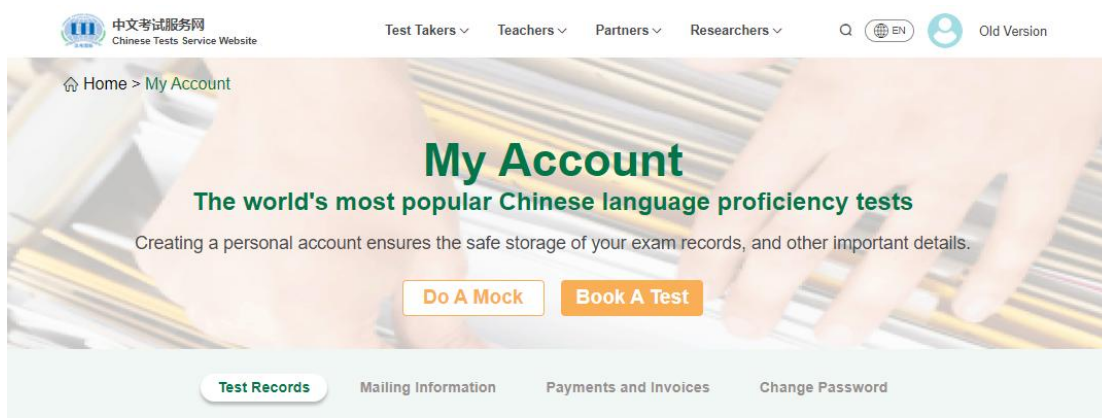 中文考试服务网
Chinese Tests Service Website
Test Takers
Teachers
Partners
Researchers
EN
Old Version
Home > My Account
My Account
The world's most popular Chinese language proficiency tests
Creating a personal account ensures the safe storage of your exam records, and other important details.
Do A Mock
Book A Test
Test Records
Mailing Information
Payments and Invoices
Change Password